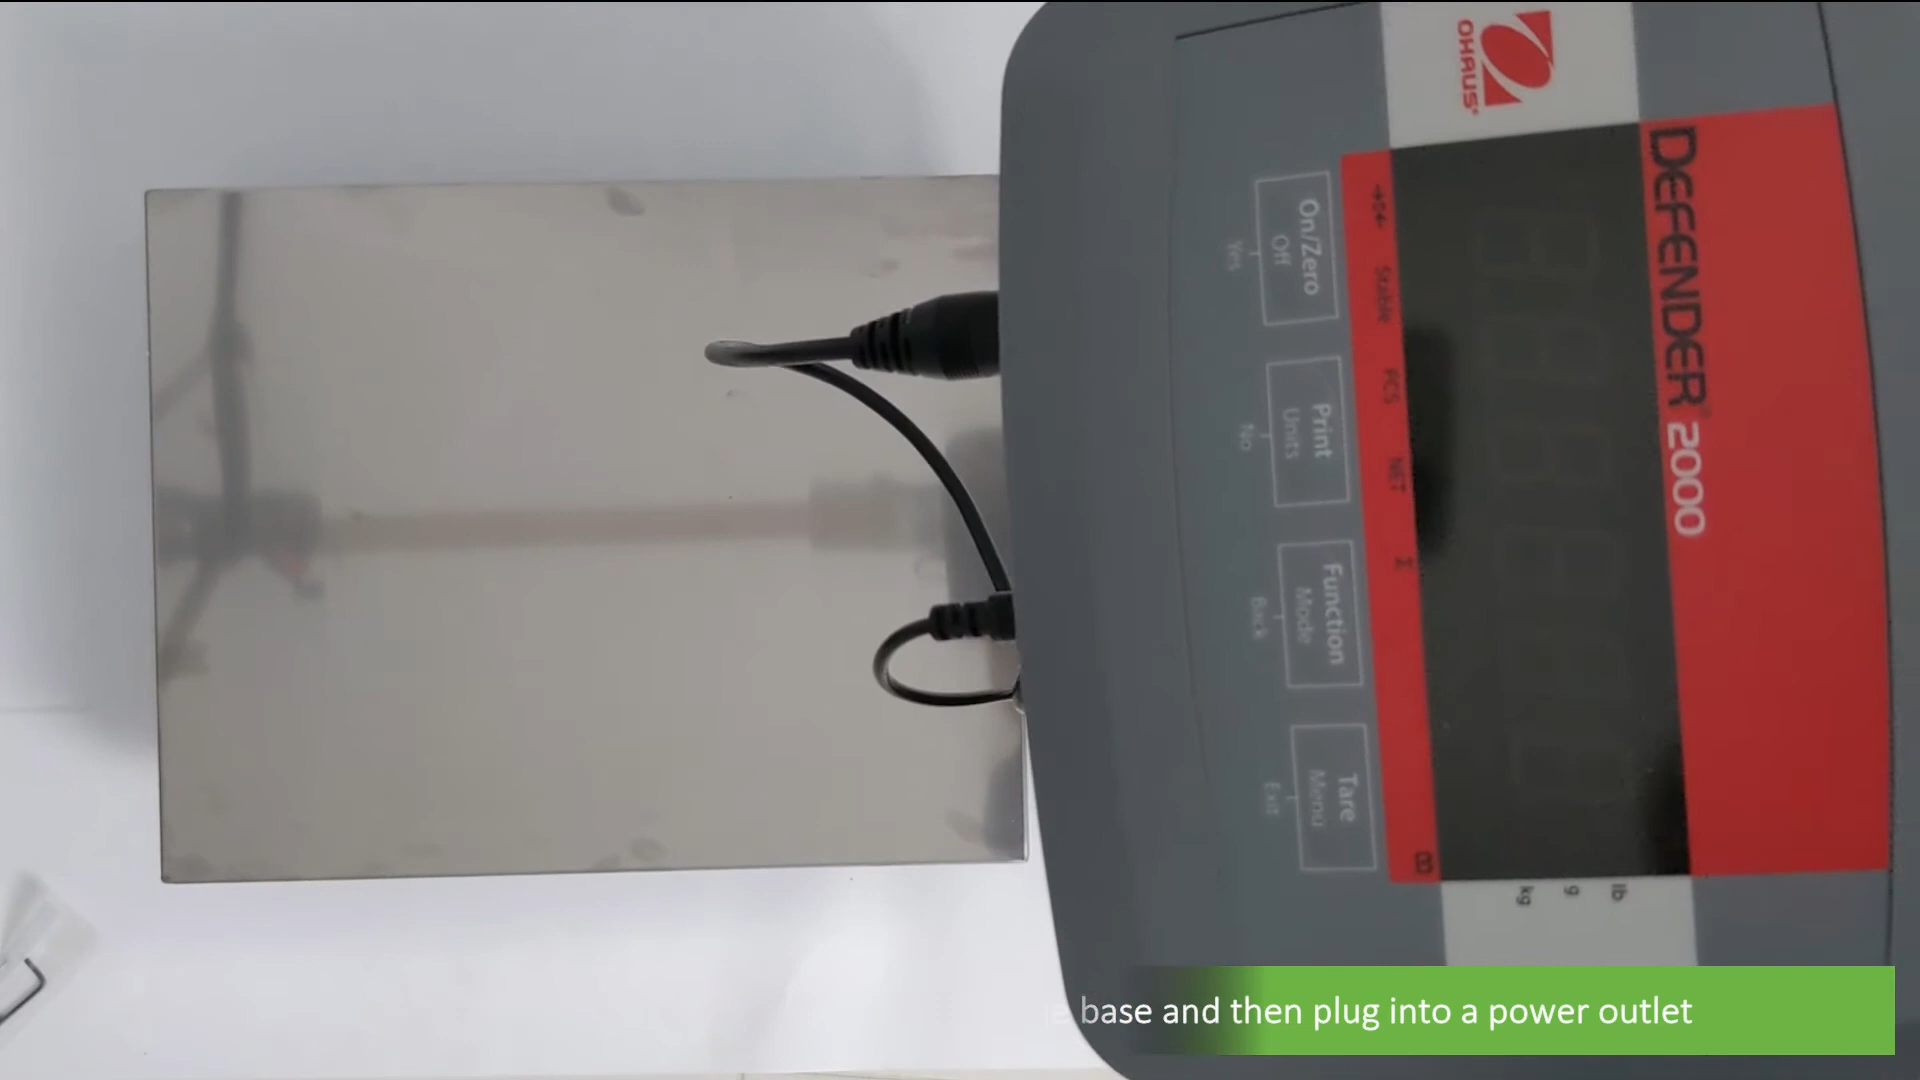 OHAUS
DEFENDER 2000
→0← Stable PCS NET Σ
On/Zero
Off
Yes
Print
Units
No
Function
Mode
Back
Tare
Menu
Exit
lb
g
kg
base and then plug into a power outlet